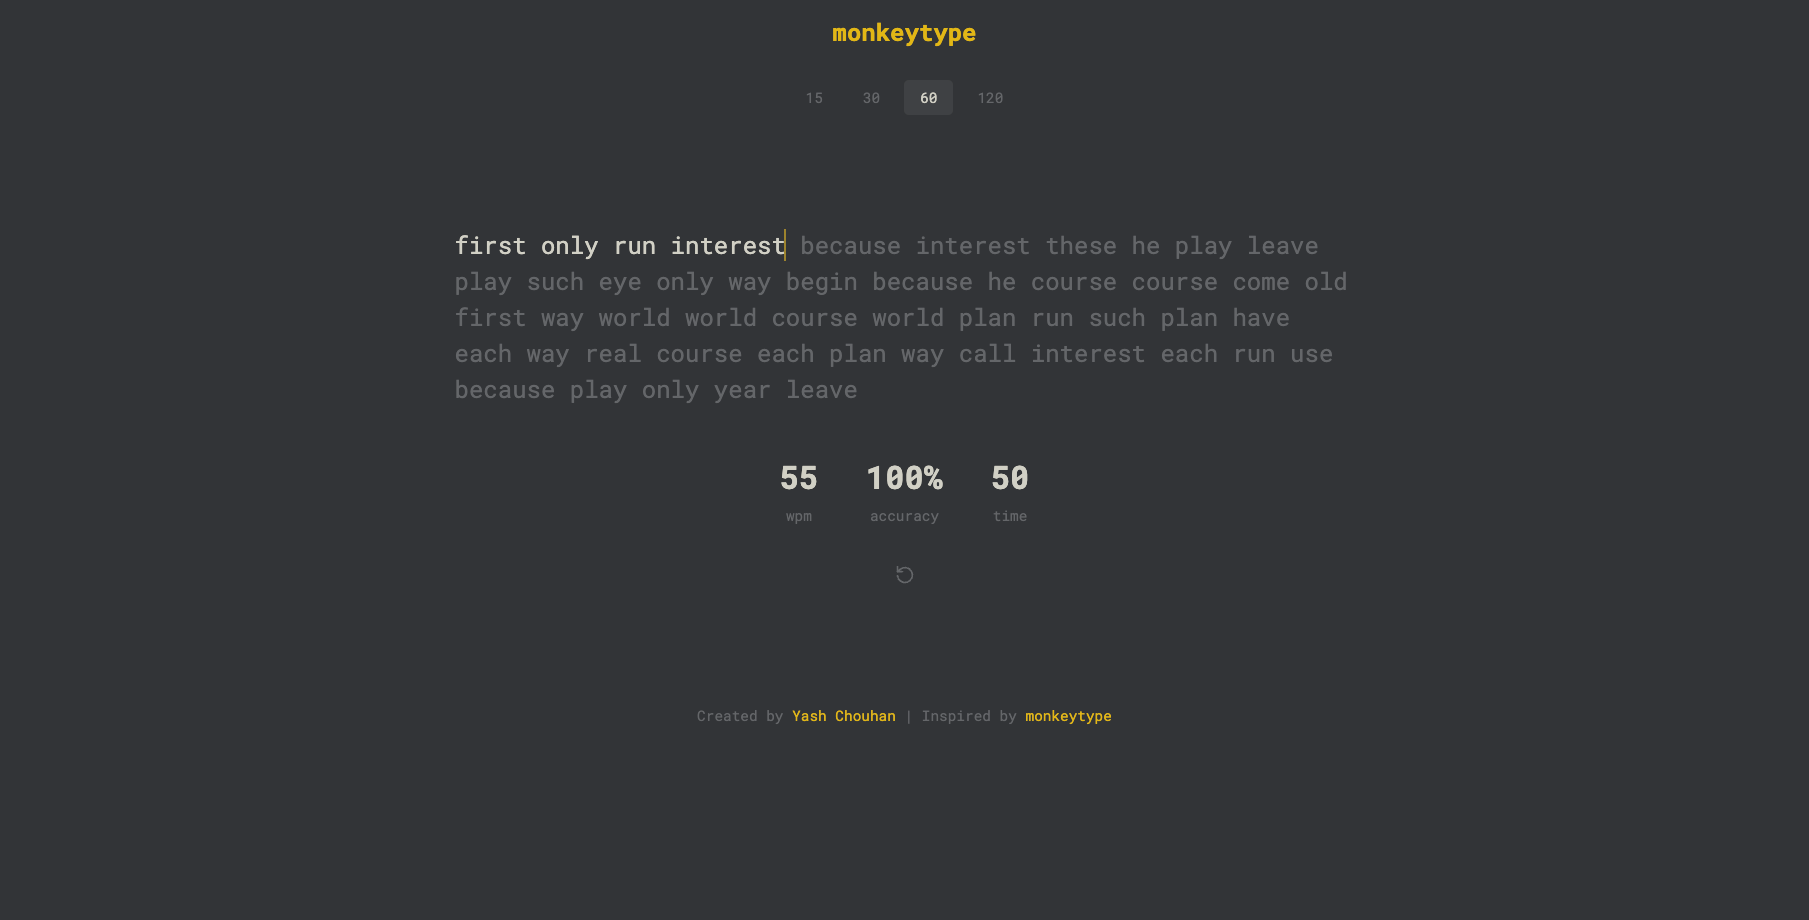 monkeytype
15 30 60 120
first only run interest because interest these he play leave
play such eye only way begin because he course course come old
first way world world course world plan run such plan have
each way real course each plan way call interest each run use
because play only year leave
55 100% 50
wpm accuracy time
Created by Yash Chouhan | Inspired by monkeytype